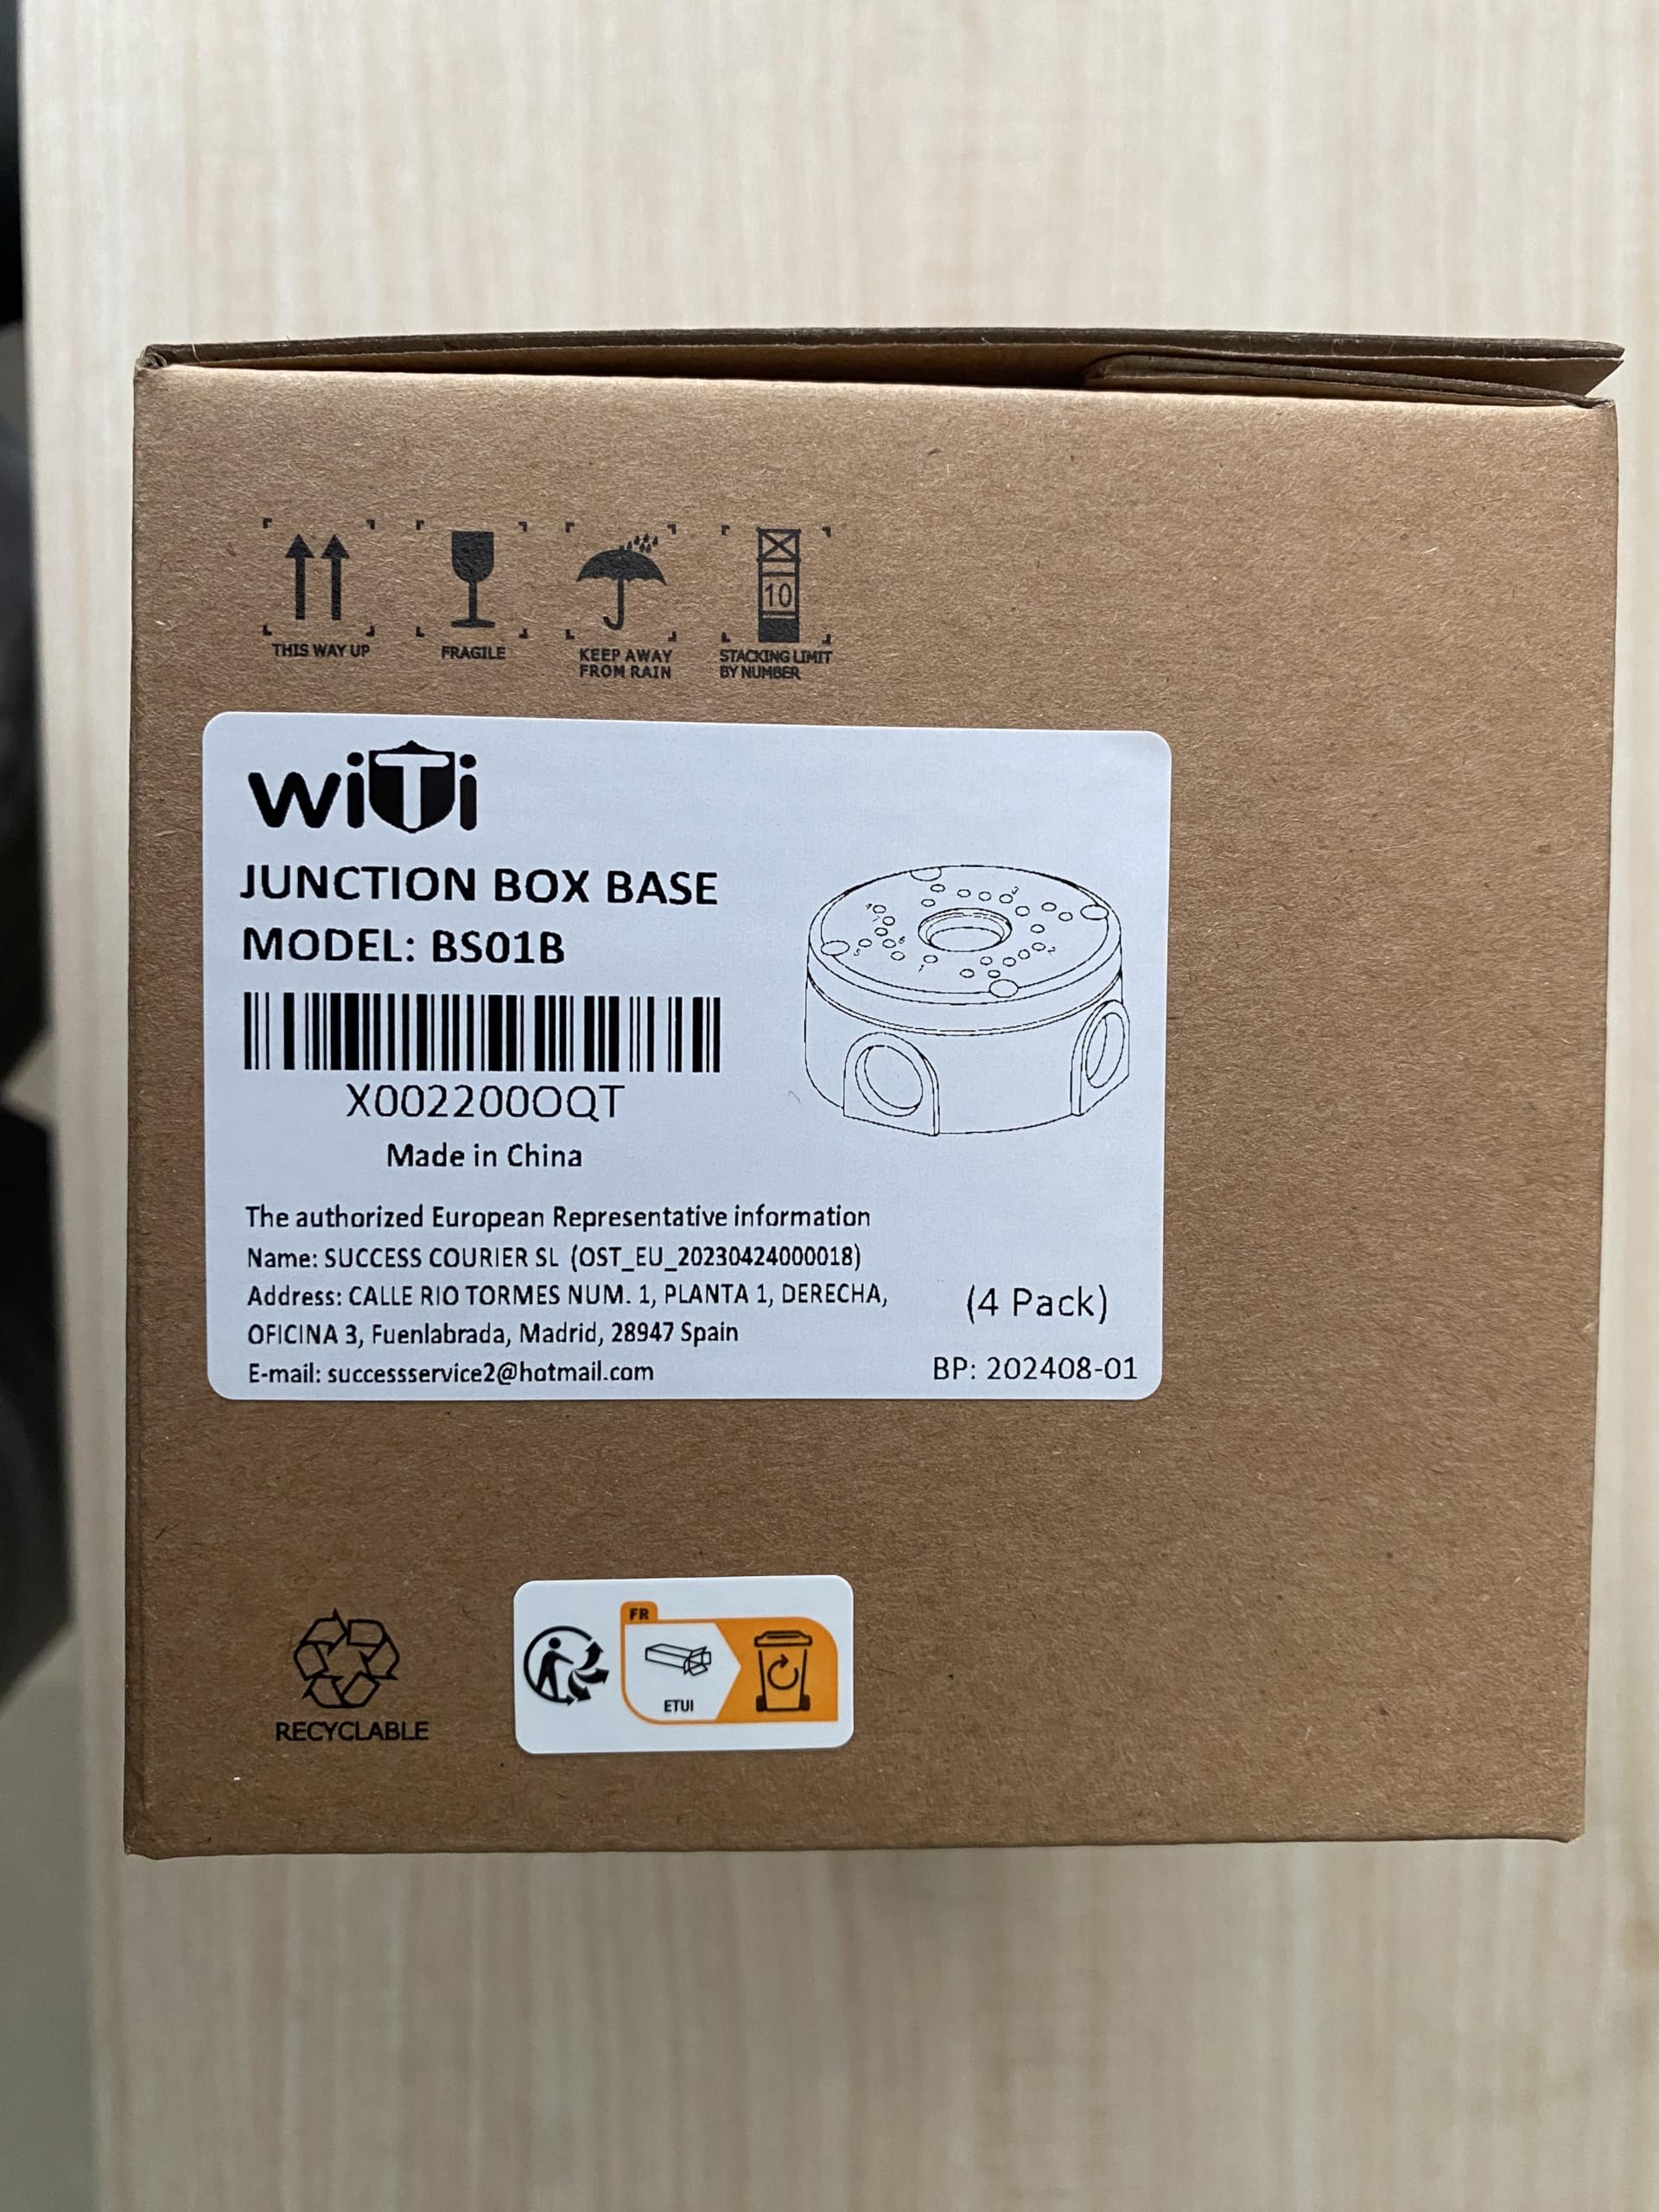 THIS WAY UP
FRAGILE
KEEP AWAY
FROM RAIN
10
STACKING LIMIT
BY NUMBER
wiTi
JUNCTION BOX BASE
MODEL: BS01B
X002200OQT
Made in China
The authorized European Representative information
Name: SUCCESS COURIER SL (OST_EU_20230424000018)
Address: CALLE RIO TORMES NUM. 1, PLANTA 1, DERECHA,
OFICINA 3, Fuenlabrada, Madrid, 28947 Spain
E-mail: successservice2@hotmail.com
(4 Pack)
BP: 202408-01
RECYCLABLE
FR
ETUI